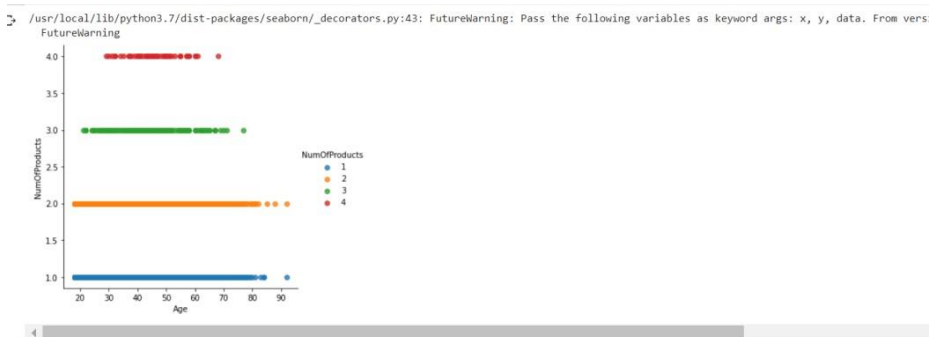 /usr/local/lib/python3.7/dist-packages/seaborn/_decorators.py:43: FutureWarning: Pass the following variables as keyword args: x, y, data. From vers
FutureWarning
4.0
3.5
3.0
2.5
2.0
1.5
1.0
NumOfProducts
20 30 40 50 60 70 80 90
Age
NumOfProducts
1
2
3
4